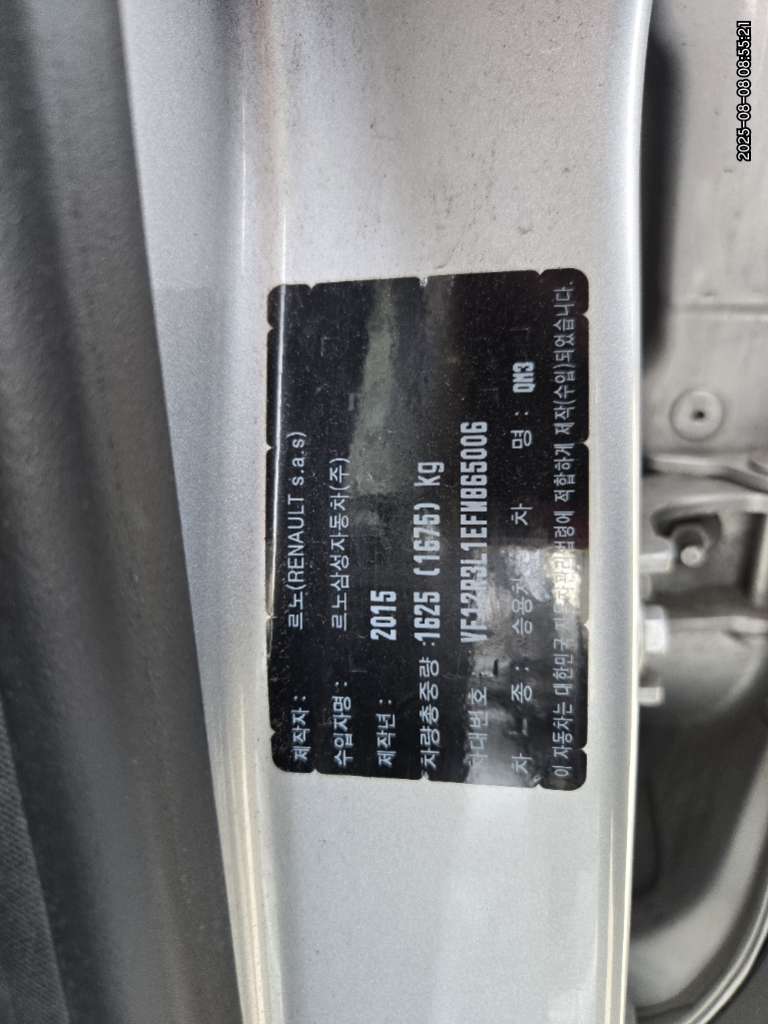 2025-08-08 08:55:21
제작자 : 르노(RENAULT s.a.s)
수입자명 : 르노삼성자동차(주)
제작년 : 2015
차량총중량 : 1625 (1675) kg
차대번호 : VF12R3L1EFW865006
차 종 : 승용차 차 명 : QM3
이 자동차는 대한민국 자동차관리법령에 적합하게 제작(수입)되었습니다.